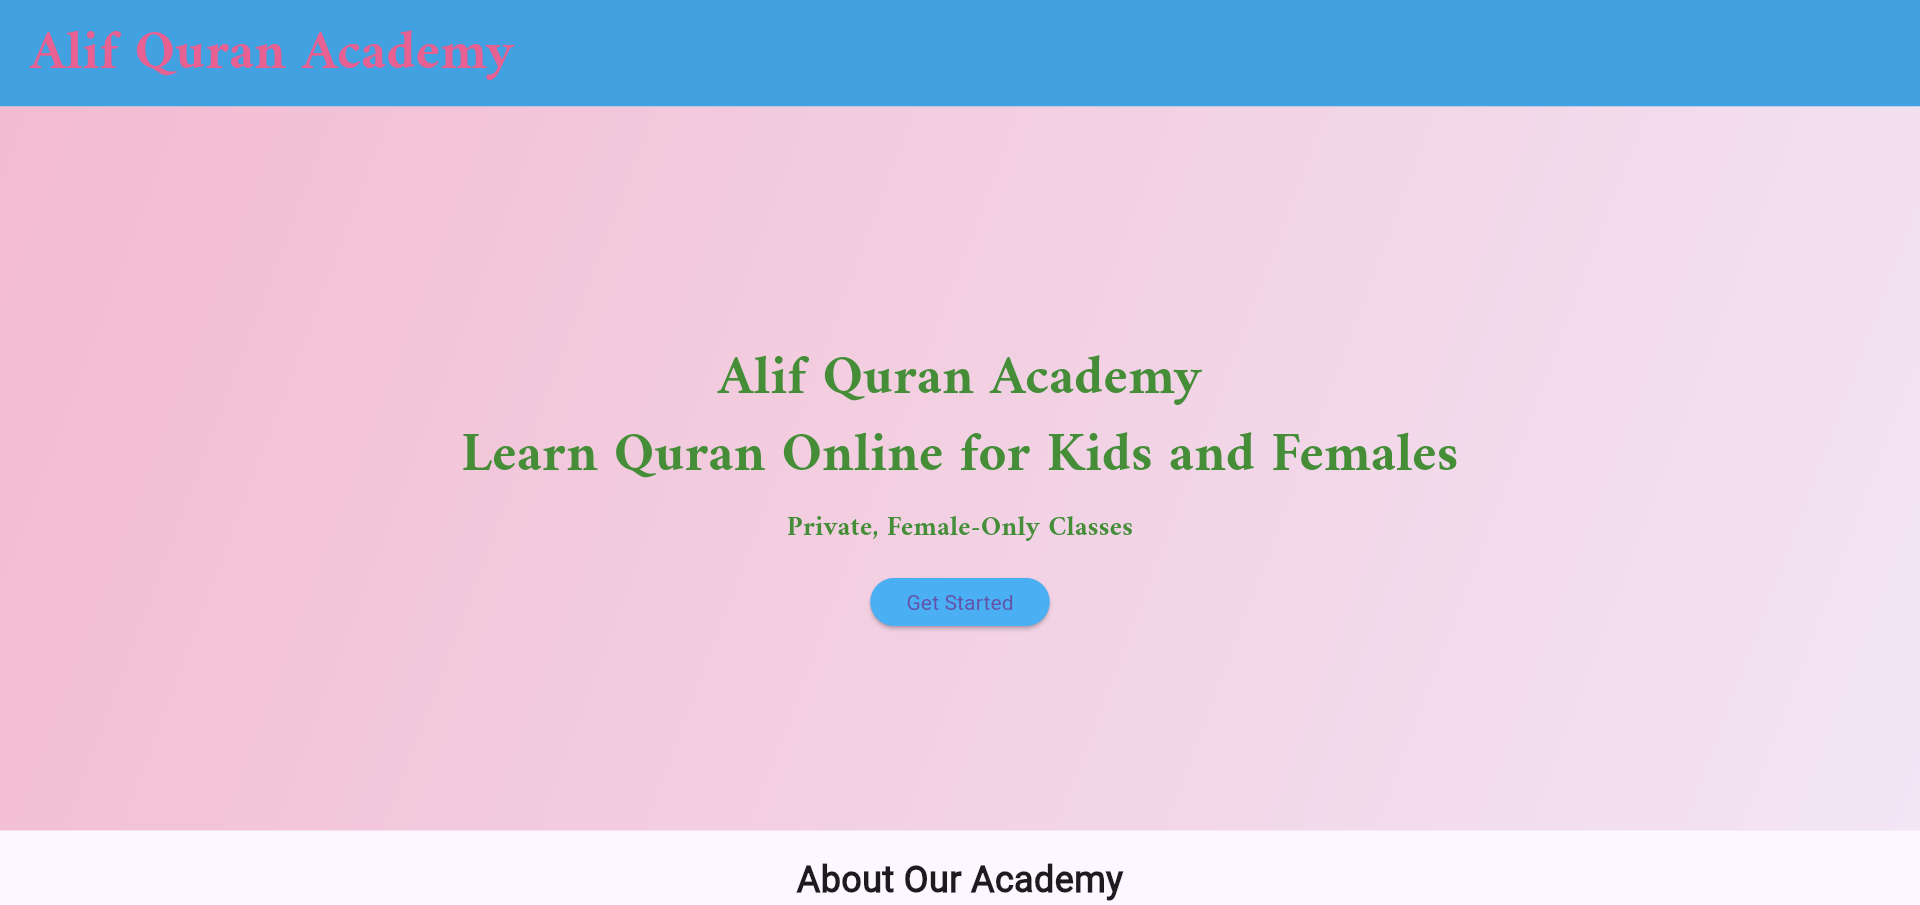 Alif Quran Academy
Alif Quran Academy
Learn Quran Online for Kids and Females
Private, Female-Only Classes
Get Started
About Our Academy